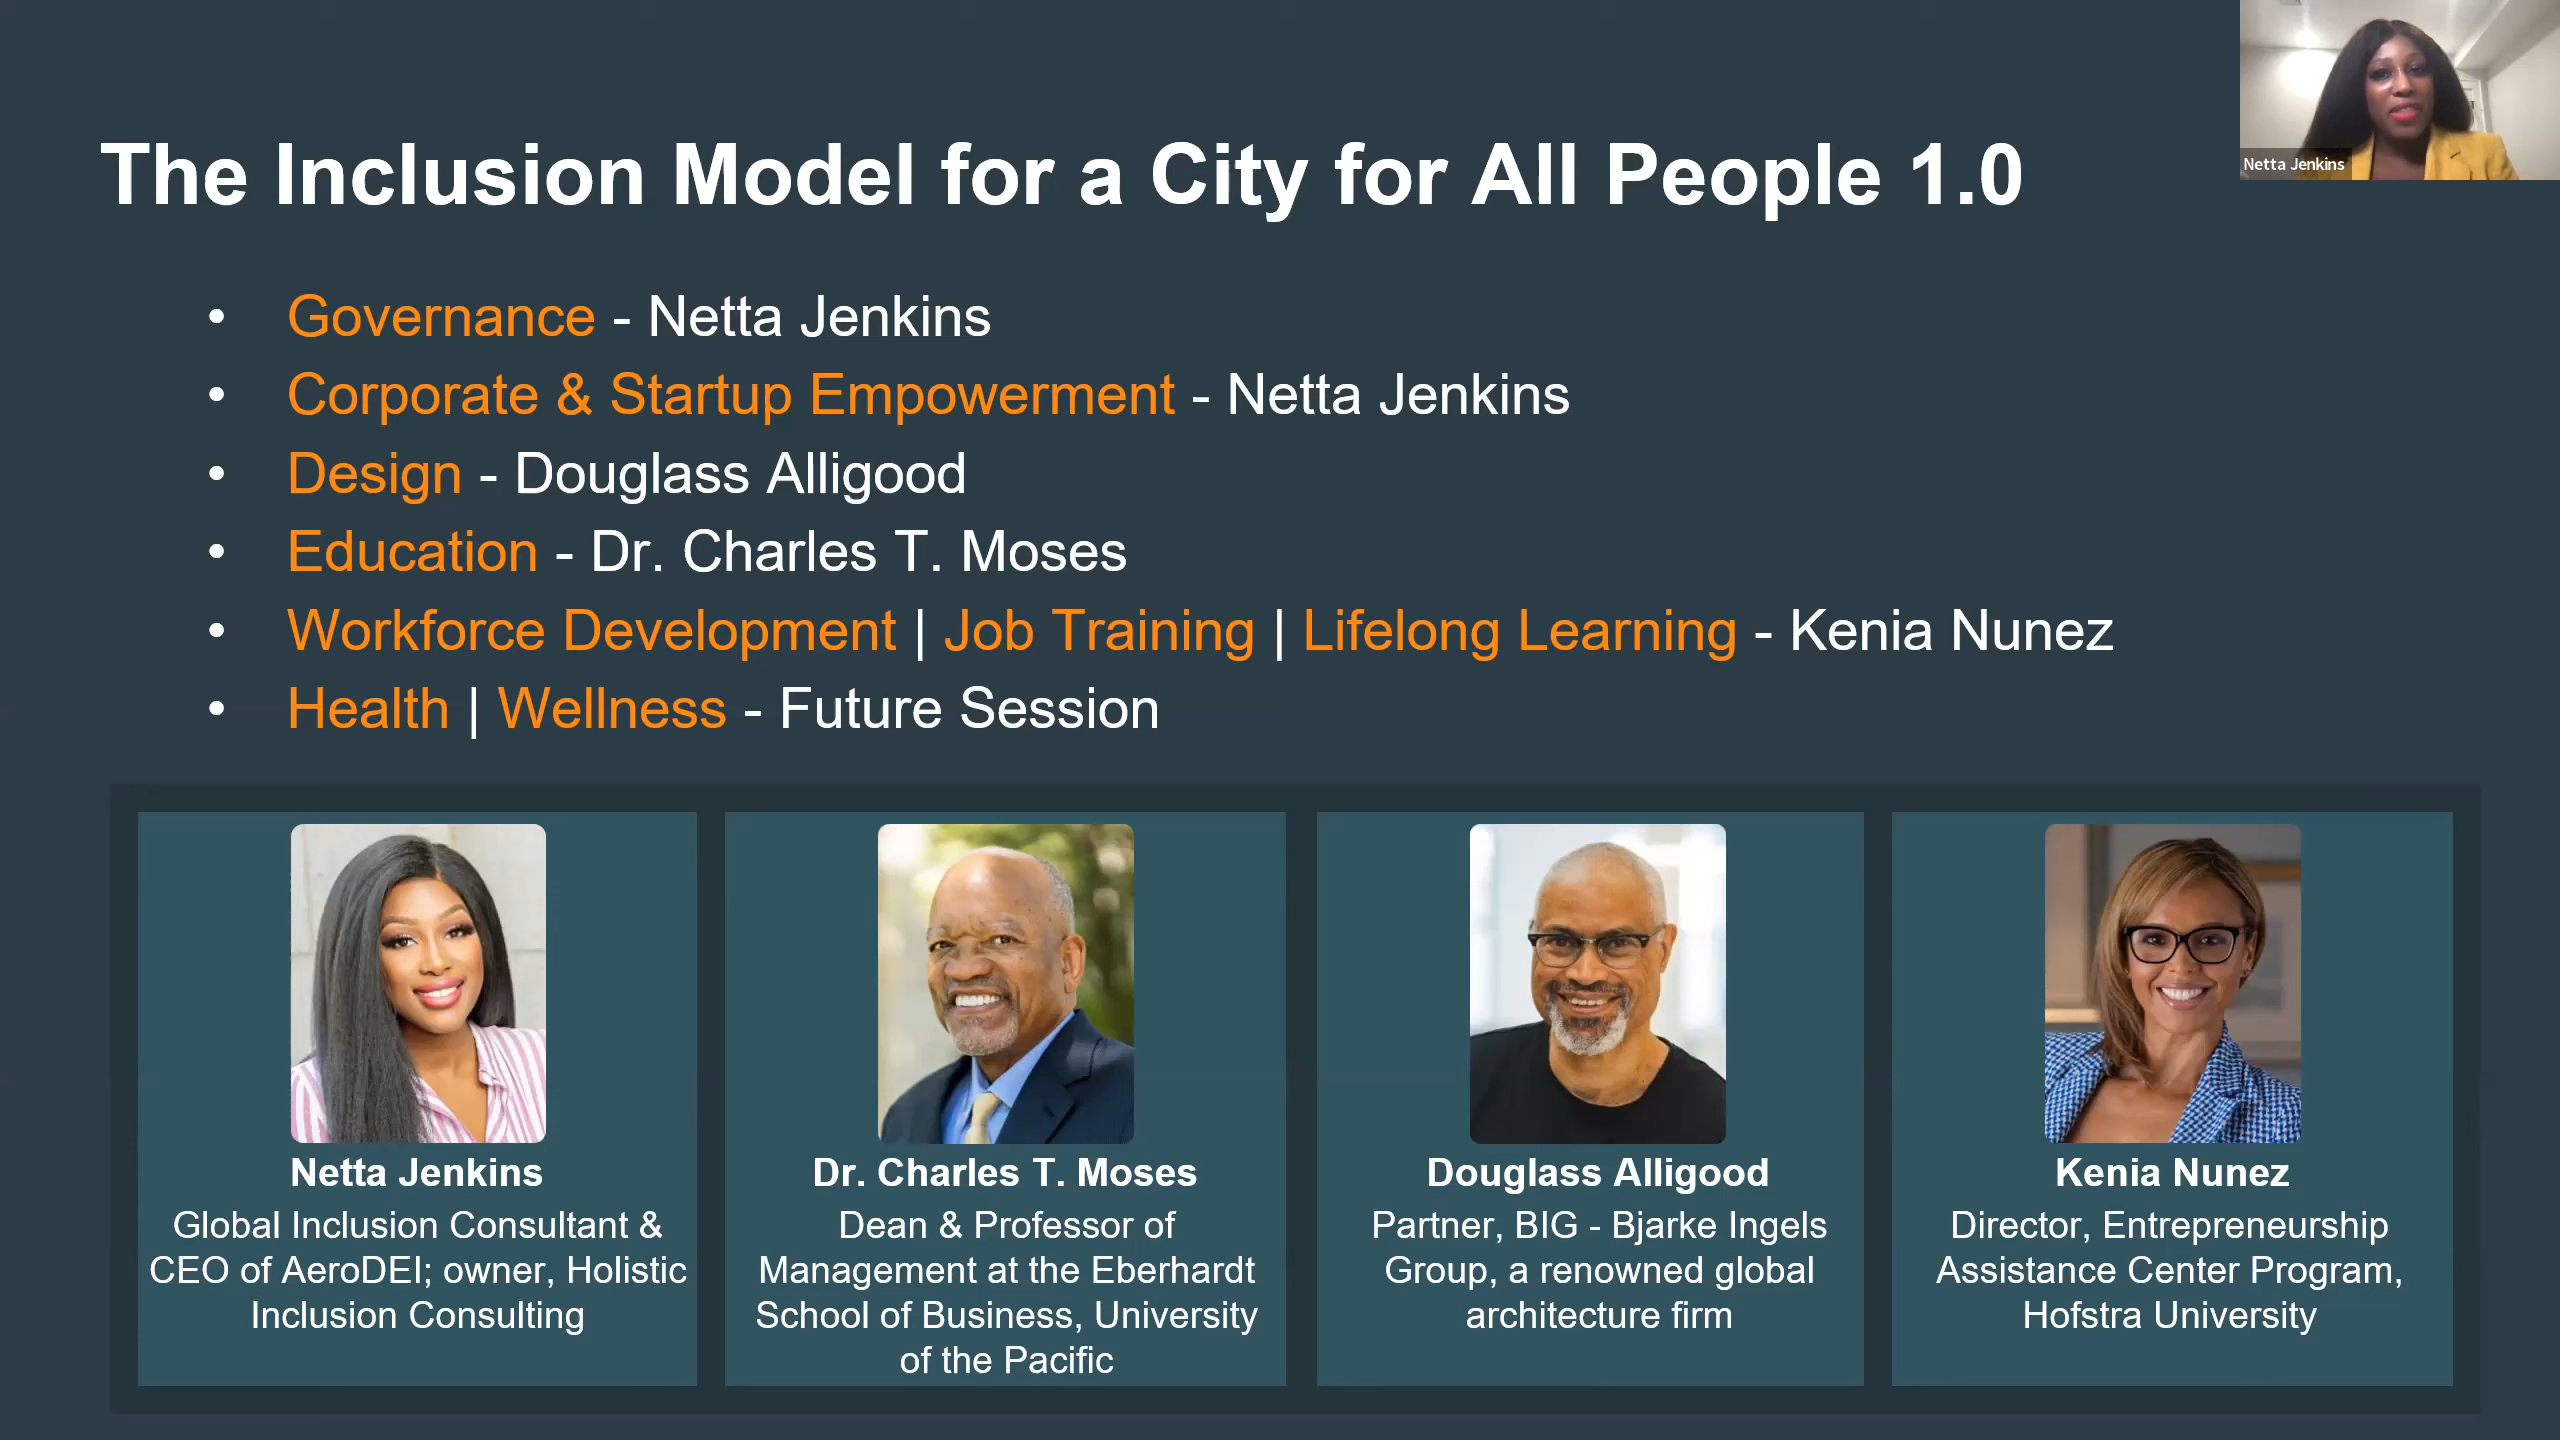 The Inclusion Model for a City for All People 1.0
Netta Jenkins
• Governance - Netta Jenkins
• Corporate & Startup Empowerment - Netta Jenkins
• Design - Douglass Alligood
• Education - Dr. Charles T. Moses
• Workforce Development | Job Training | Lifelong Learning - Kenia Nunez
• Health | Wellness - Future Session
Netta Jenkins
Global Inclusion Consultant &
CEO of AeroDEI; owner, Holistic
Inclusion Consulting
Dr. Charles T. Moses
Dean & Professor of
Management at the Eberhardt
School of Business, University
of the Pacific
Douglass Alligood
Partner, BIG - Bjarke Ingels
Group, a renowned global
architecture firm
Kenia Nunez
Director, Entrepreneurship
Assistance Center Program,
Hofstra University